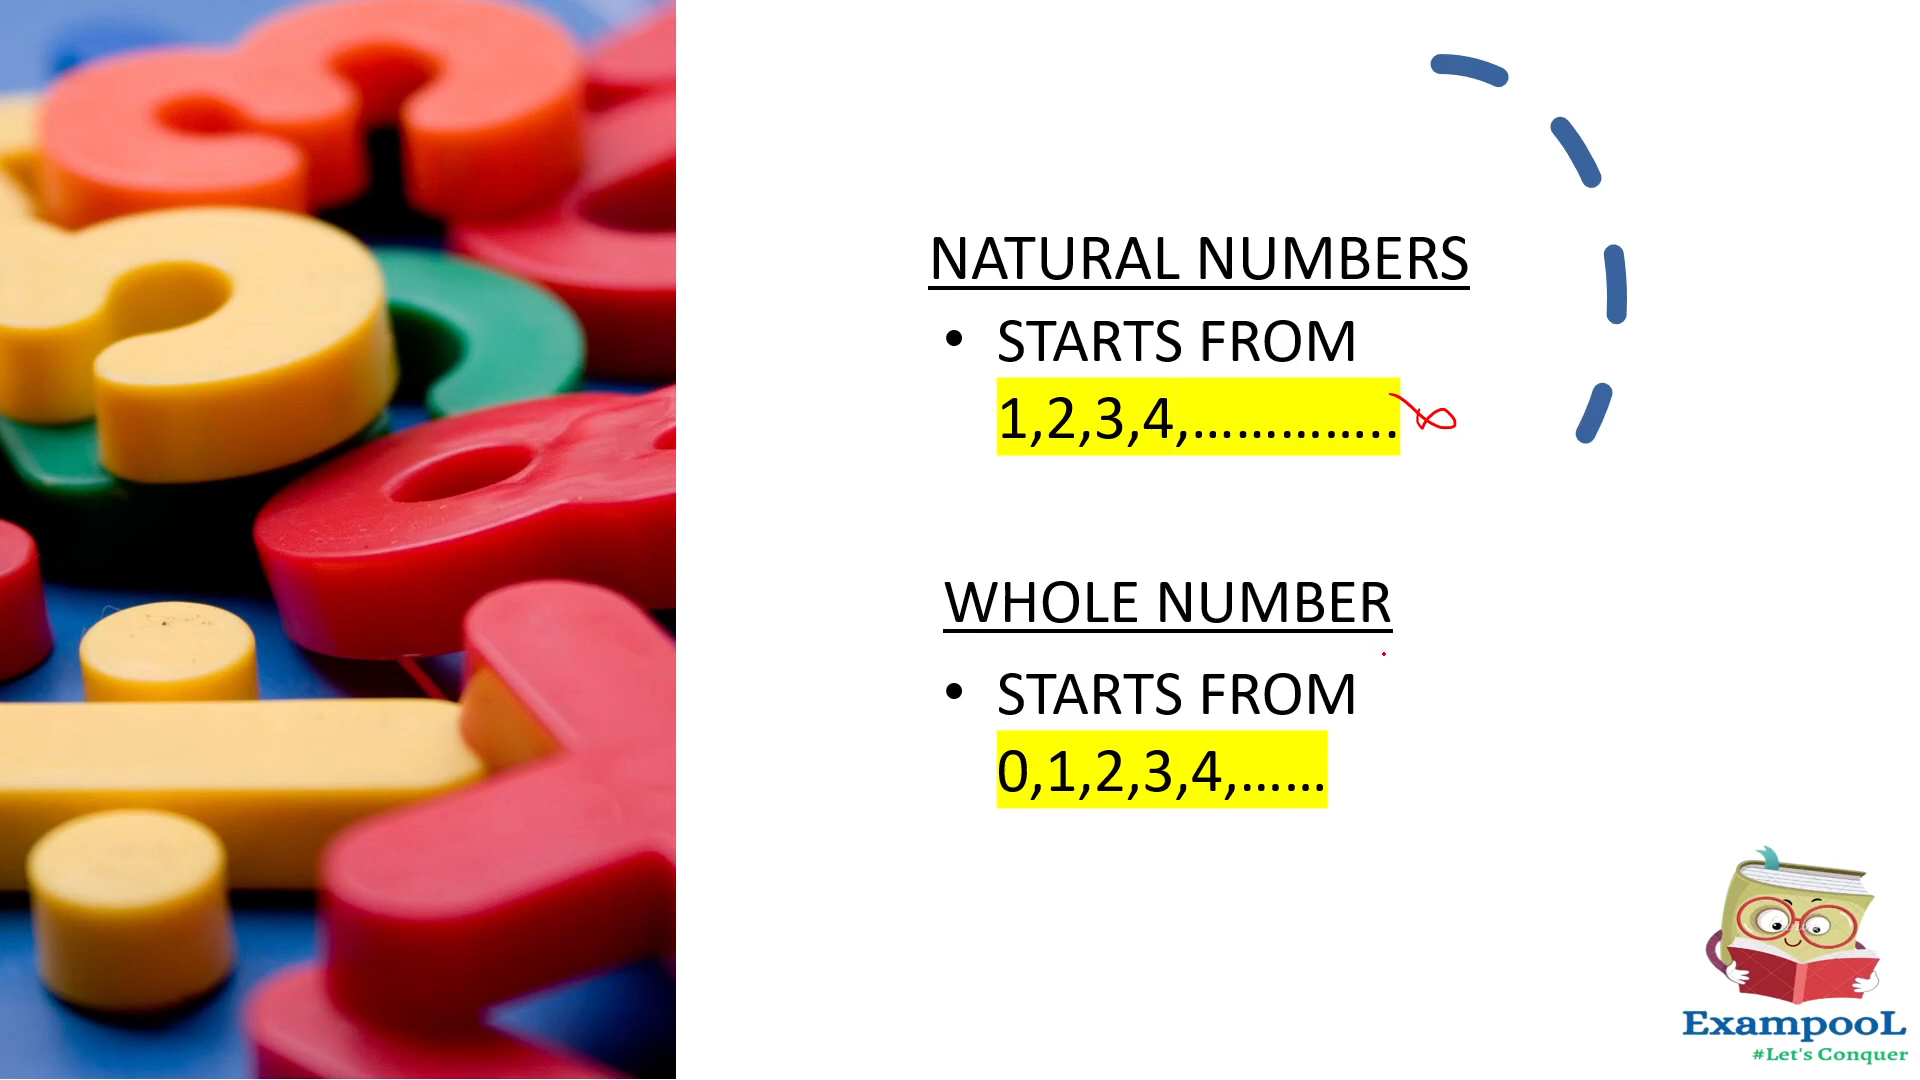 NATURAL NUMBERS
• STARTS FROM
1,2,3,4,…………..∞
WHOLE NUMBER
• STARTS FROM
0,1,2,3,4,……
ExampooL
#Let's Conquer